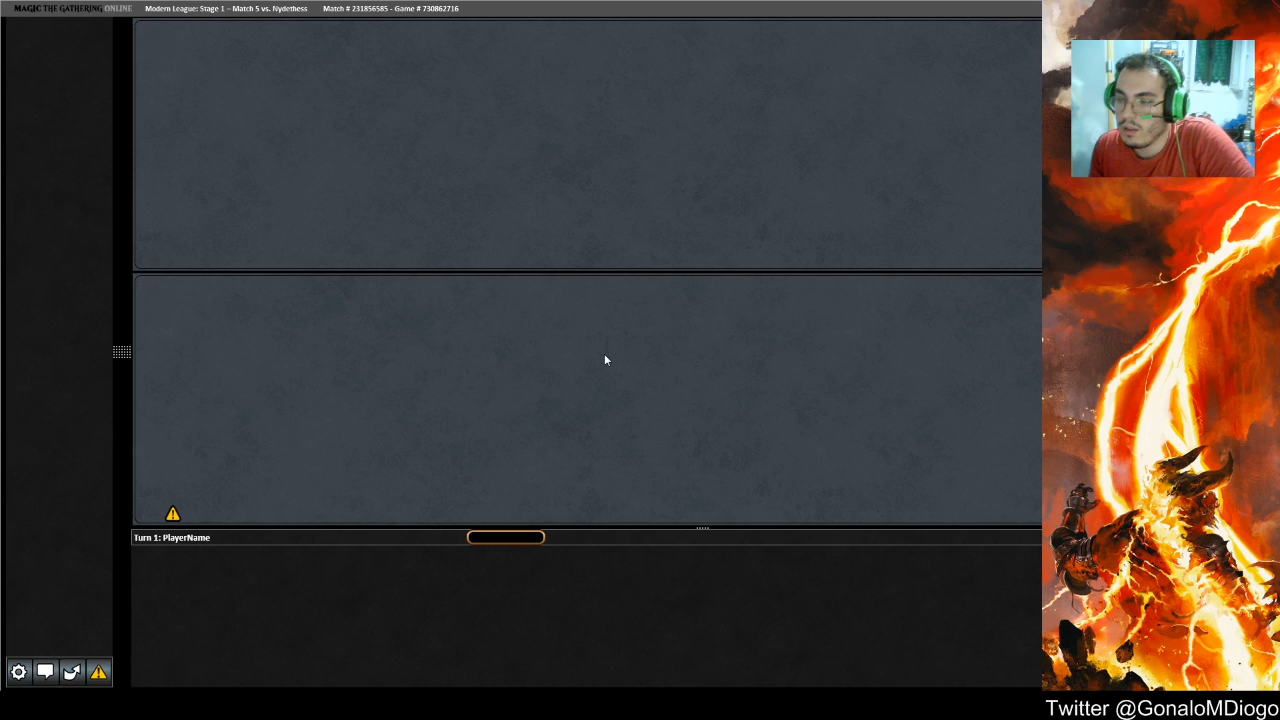 MAGIC THE GATHERING ONLINE Modern League: Stage 1 – Match 5 vs. Nydethess Match # 231856585 - Game # 730862716
Turn 1: PlayerName
Twitter @GonaloMDiogo